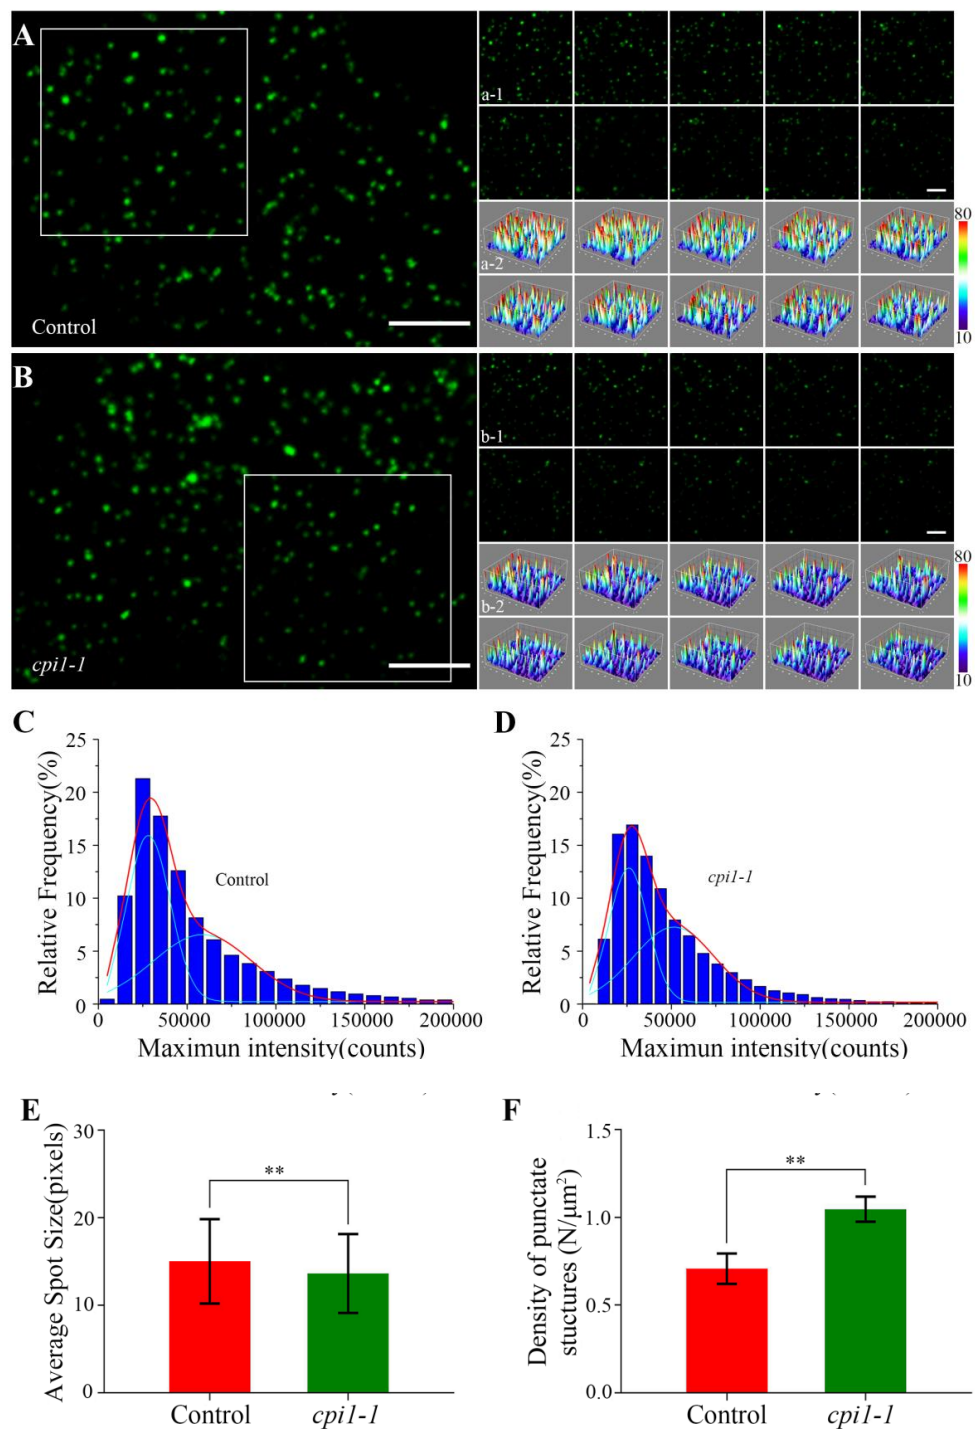 A
a-1
a-2
80
10
Control
B
b-1
b-2
80
10
cpi1-1
C
25
20
15
10
5
0
Relative Frequency(%)
Control
0 50000 100000 150000 200000
Maximun intensity(counts)
D
25
20
15
10
5
0
Relative Frequency(%)
cpi1-1
0 50000 100000 150000 200000
Maximun intensity(counts)
E
30
20
10
0
Average Spot Size(pixels)
**
Control cpi1-1
F
1.5
1.0
0.5
0.0
Density of punctate
stuctures (N/μm²)
**
Control cpi1-1